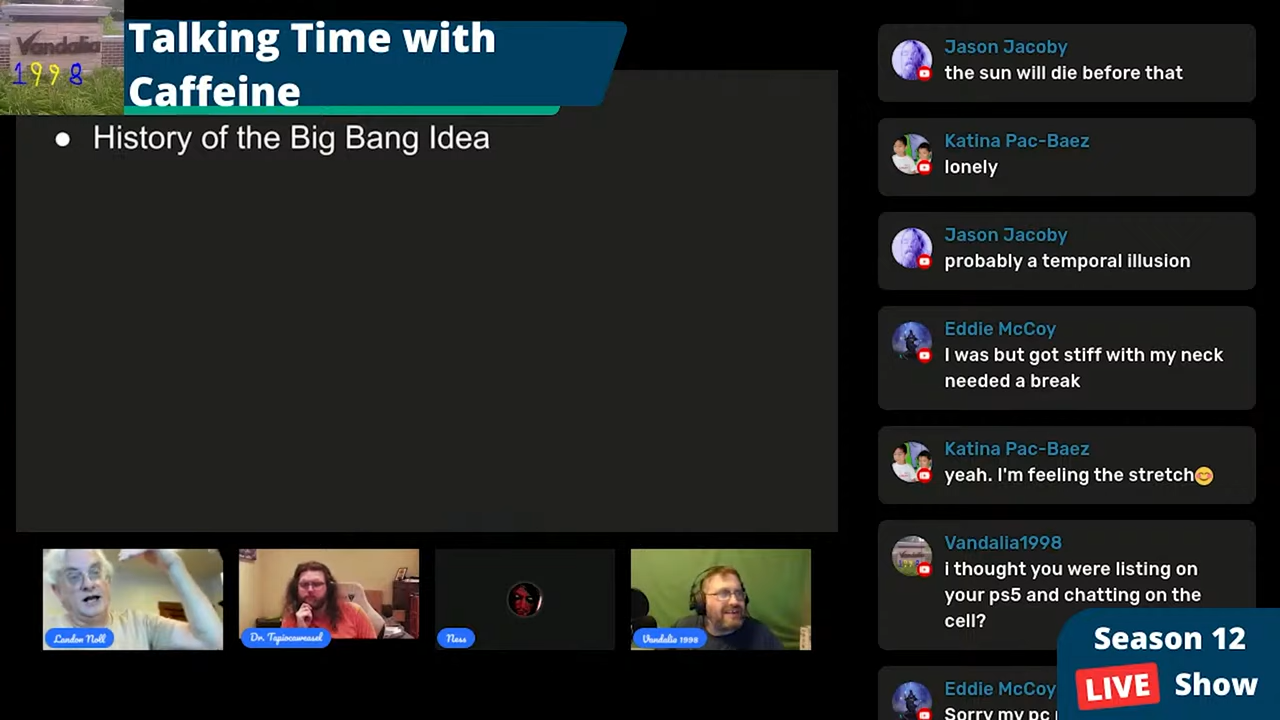 Vandalia
1998
Talking Time with
Caffeine
● History of the Big Bang Idea
Landon Noll
Dr. Tapiocaweasel
Ness
Vandalia 1998
Jason Jacoby
the sun will die before that
Katina Pac-Baez
lonely
Jason Jacoby
probably a temporal illusion
Eddie McCoy
I was but got stiff with my neck
needed a break
Katina Pac-Baez
yeah. I'm feeling the stretch😊
Vandalia1998
i thought you were listing on
your ps5 and chatting on the
cell?
Eddie McCoy
Sorry my pc
Season 12
LIVE Show